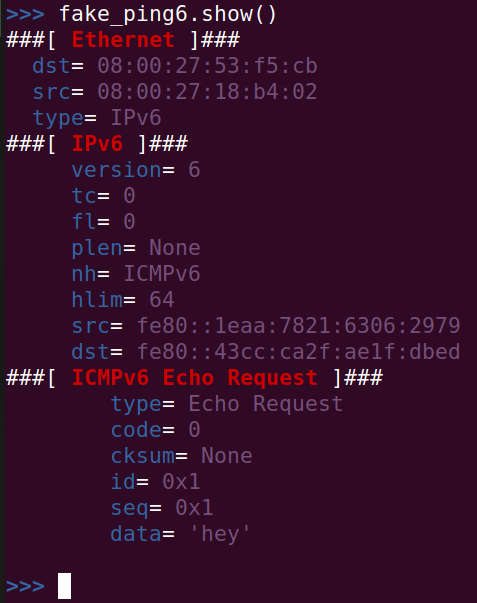 >>> fake_ping6.show()
###[ Ethernet ]###
dst= 08:00:27:53:f5:cb
src= 08:00:27:18:b4:02
type= IPv6
###[ IPv6 ]###
version= 6
tc= 0
fl= 0
plen= None
nh= ICMPv6
hlim= 64
src= fe80::1eaa:7821:6306:2979
dst= fe80::43cc:ca2f:ae1f:dbed
###[ ICMPv6 Echo Request ]###
type= Echo Request
code= 0
cksum= None
id= 0x1
seq= 0x1
data= 'hey'
>>>